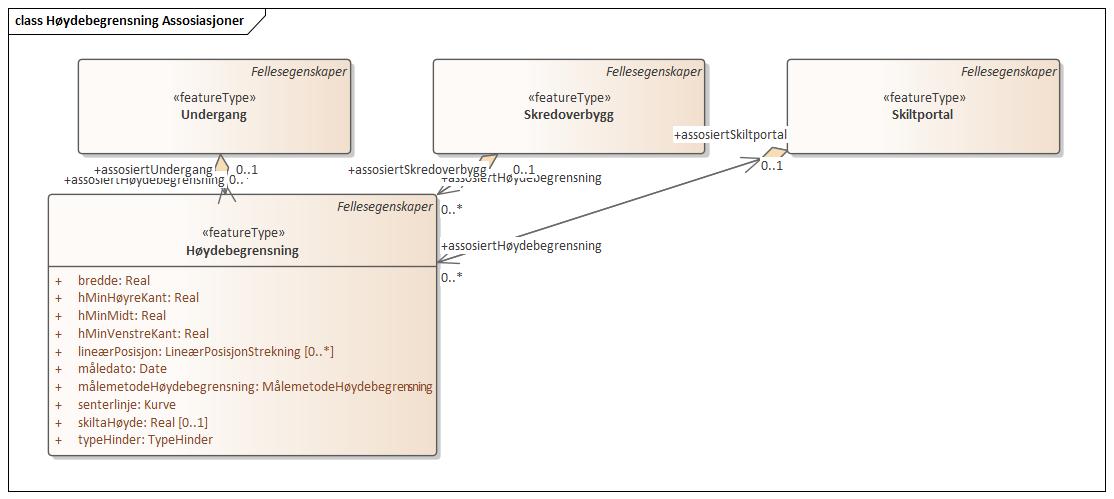 class Høydebegrensning Assosiasjoner
Fellesegenskaper
«featureType»
Undergang
Fellesegenskaper
«featureType»
Skredoverbygg
Fellesegenskaper
«featureType»
Skiltportal
+assosiertSkiltportal
0..1
+assosiertUndergang
0..1
+assosiertSkredoverbygg
0..1
+assosiertHøydebegrensning
0..*
+assosiertHøydebegrensning
0..*
+assosiertHøydebegrensning
0..*
Fellesegenskaper
«featureType»
Høydebegrensning
+ bredde: Real
+ hMinHøyreKant: Real
+ hMinMidt: Real
+ hMinVenstreKant: Real
+ lineærPosisjon: LineærPosisjonStrekning [0..*]
+ måledato: Date
+ målemetodeHøydebegrensning: MålemetodeHøydebegrensning
+ senterlinje: Kurve
+ skiltaHøyde: Real [0..1]
+ typeHinder: TypeHinder